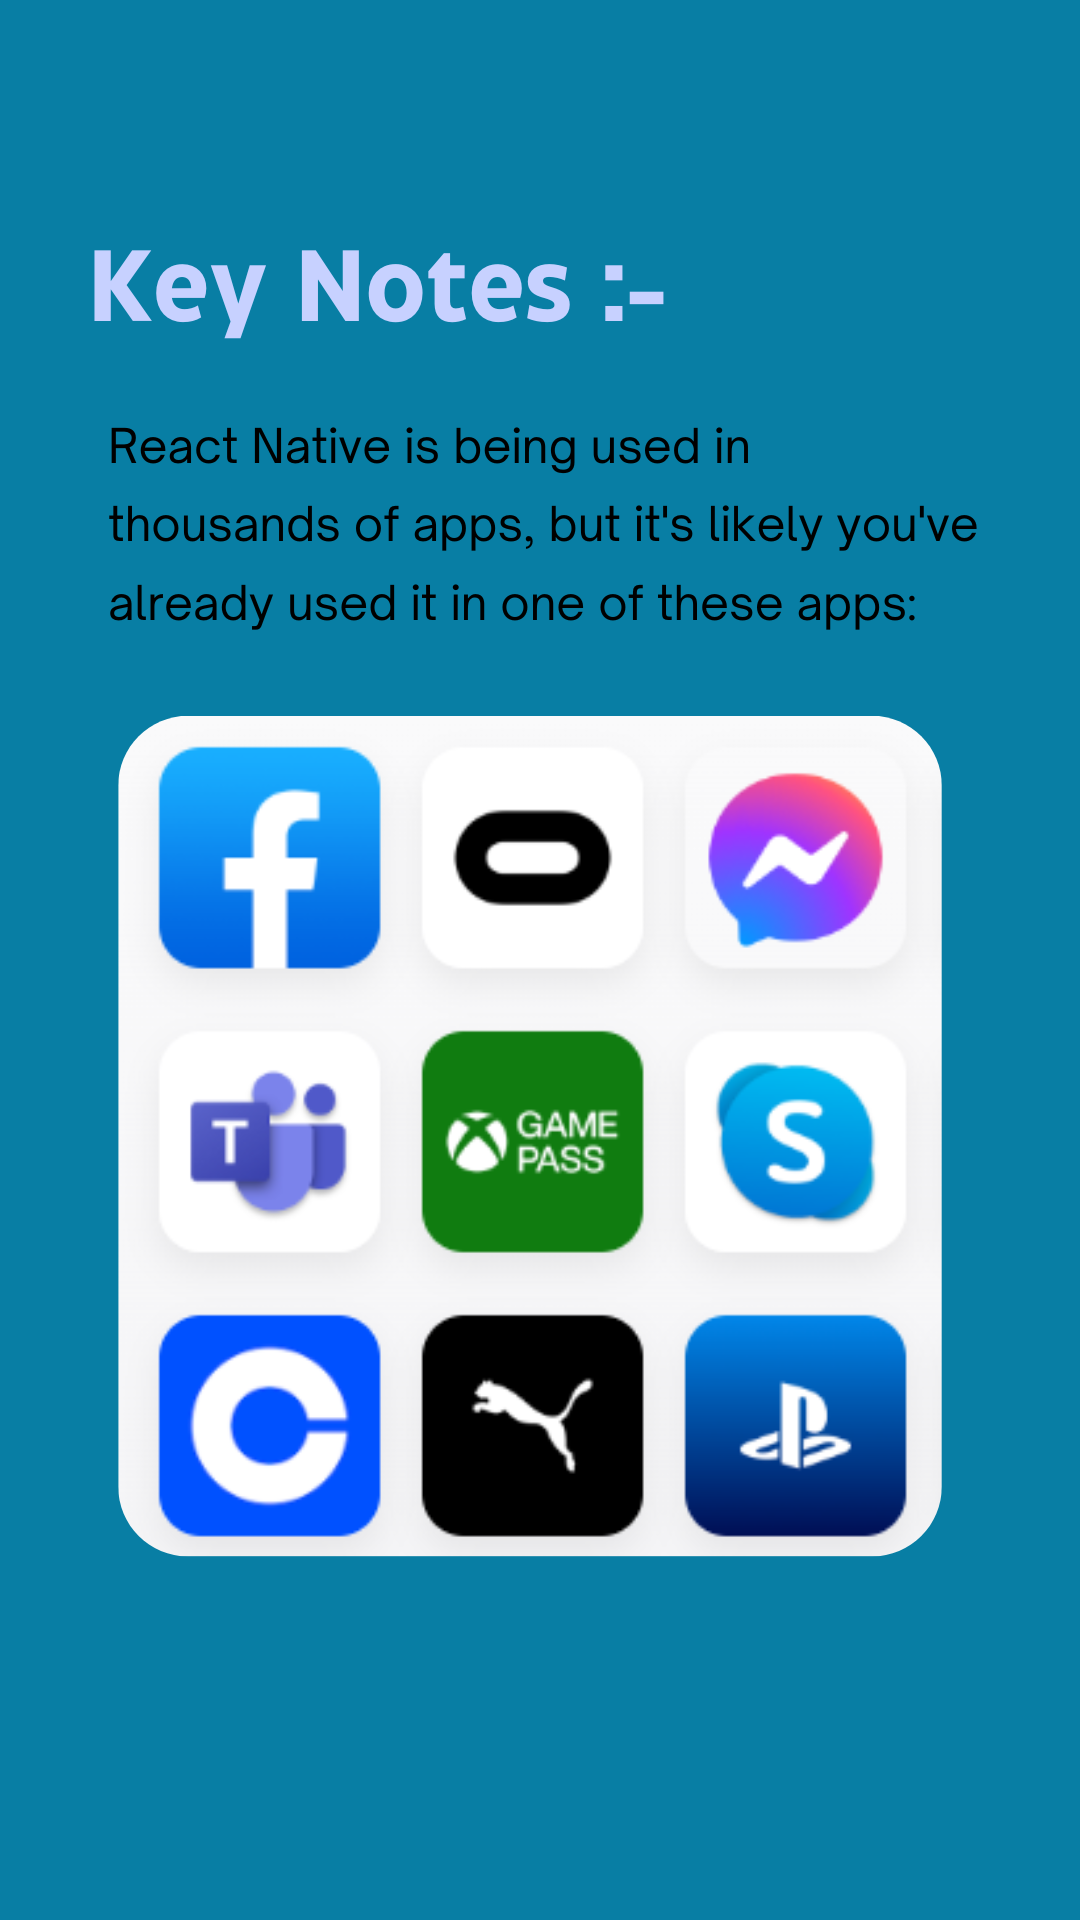 Key Notes :-
React Native is being used in
thousands of apps, but it's likely you've
already used it in one of these apps:
f
T
GAME
PASS
S